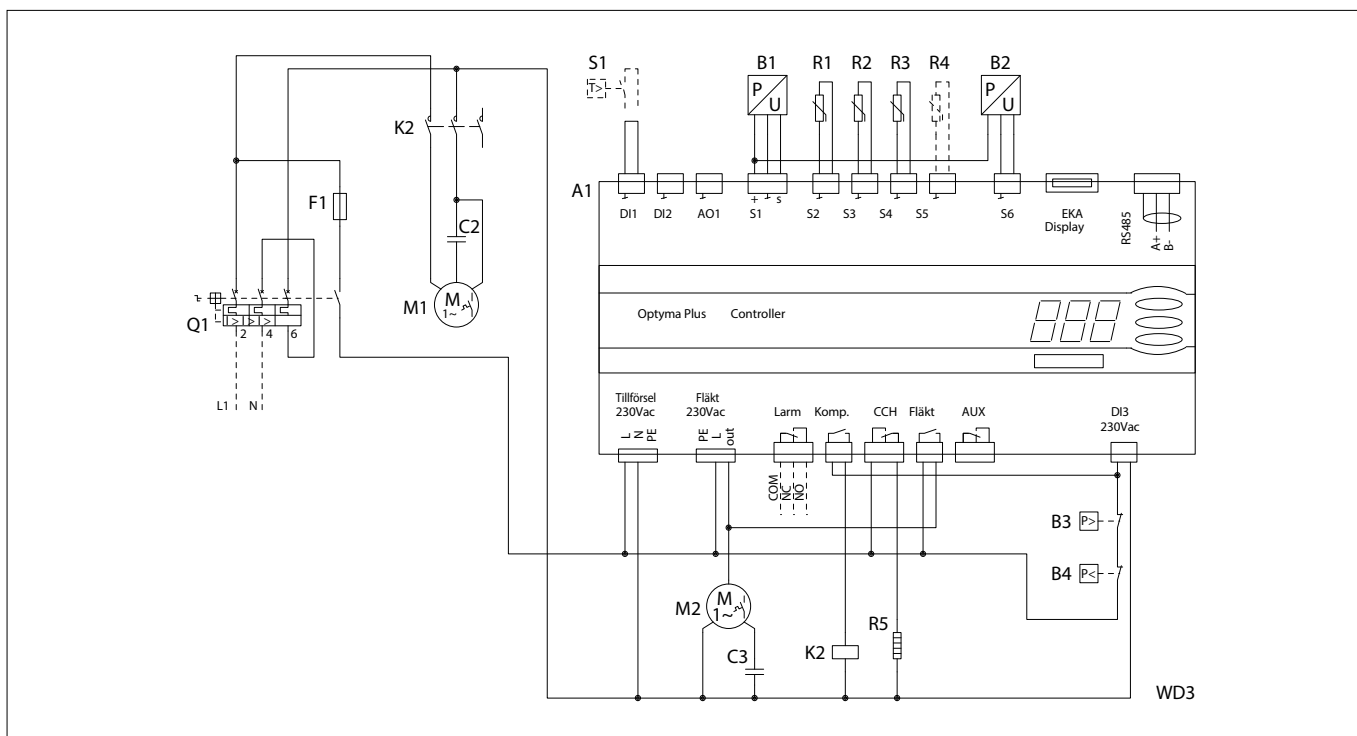 S1
T>
B1
P
U
R1
R2
R3
R4
B2
P
U
K2
A1
F1
DI1
DI2
AO1
+
s
S1
S2
S3
S4
S5
S6
EKA
Display
RS485
A+
B-
C2
M1
M
1~
Q1
I>
I>
I>
2
4
6
L1
N
Optyma Plus Controller
Tillförsel
230Vac
L
N
PE
Fläkt
230Vac
PE
L
out
Larm
COM
NC
NO
Komp.
CCH
Fläkt
AUX
DI3
230Vac
B3
P>
B4
P<
M2
M
1~
C3
K2
R5
WD3